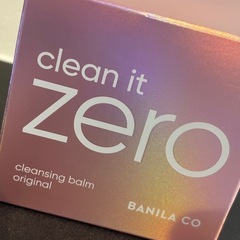 clean it
zero
cleansing balm
original
BANILA CO